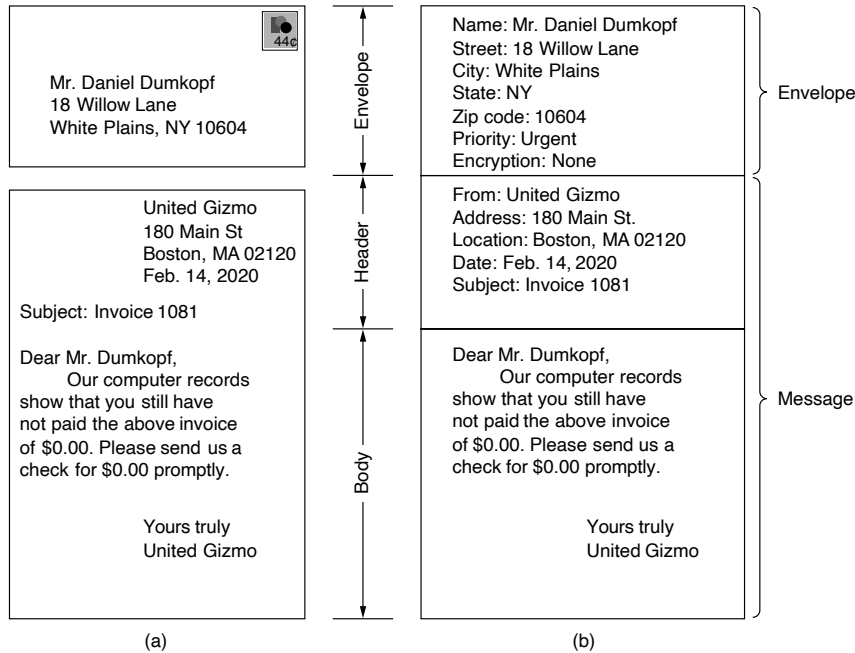 44¢
Mr. Daniel Dumkopf
18 Willow Lane
White Plains, NY 10604
United Gizmo
180 Main St
Boston, MA 02120
Feb. 14, 2020
Subject: Invoice 1081
Dear Mr. Dumkopf,
Our computer records
show that you still have
not paid the above invoice
of $0.00. Please send us a
check for $0.00 promptly.
Yours truly
United Gizmo
(a)
Envelope
Header
Body
Name: Mr. Daniel Dumkopf
Street: 18 Willow Lane
City: White Plains
State: NY
Zip code: 10604
Priority: Urgent
Encryption: None
From: United Gizmo
Address: 180 Main St.
Location: Boston, MA 02120
Date: Feb. 14, 2020
Subject: Invoice 1081
Dear Mr. Dumkopf,
Our computer records
show that you still have
not paid the above invoice
of $0.00. Please send us a
check for $0.00 promptly.
Yours truly
United Gizmo
(b)
Envelope
Message